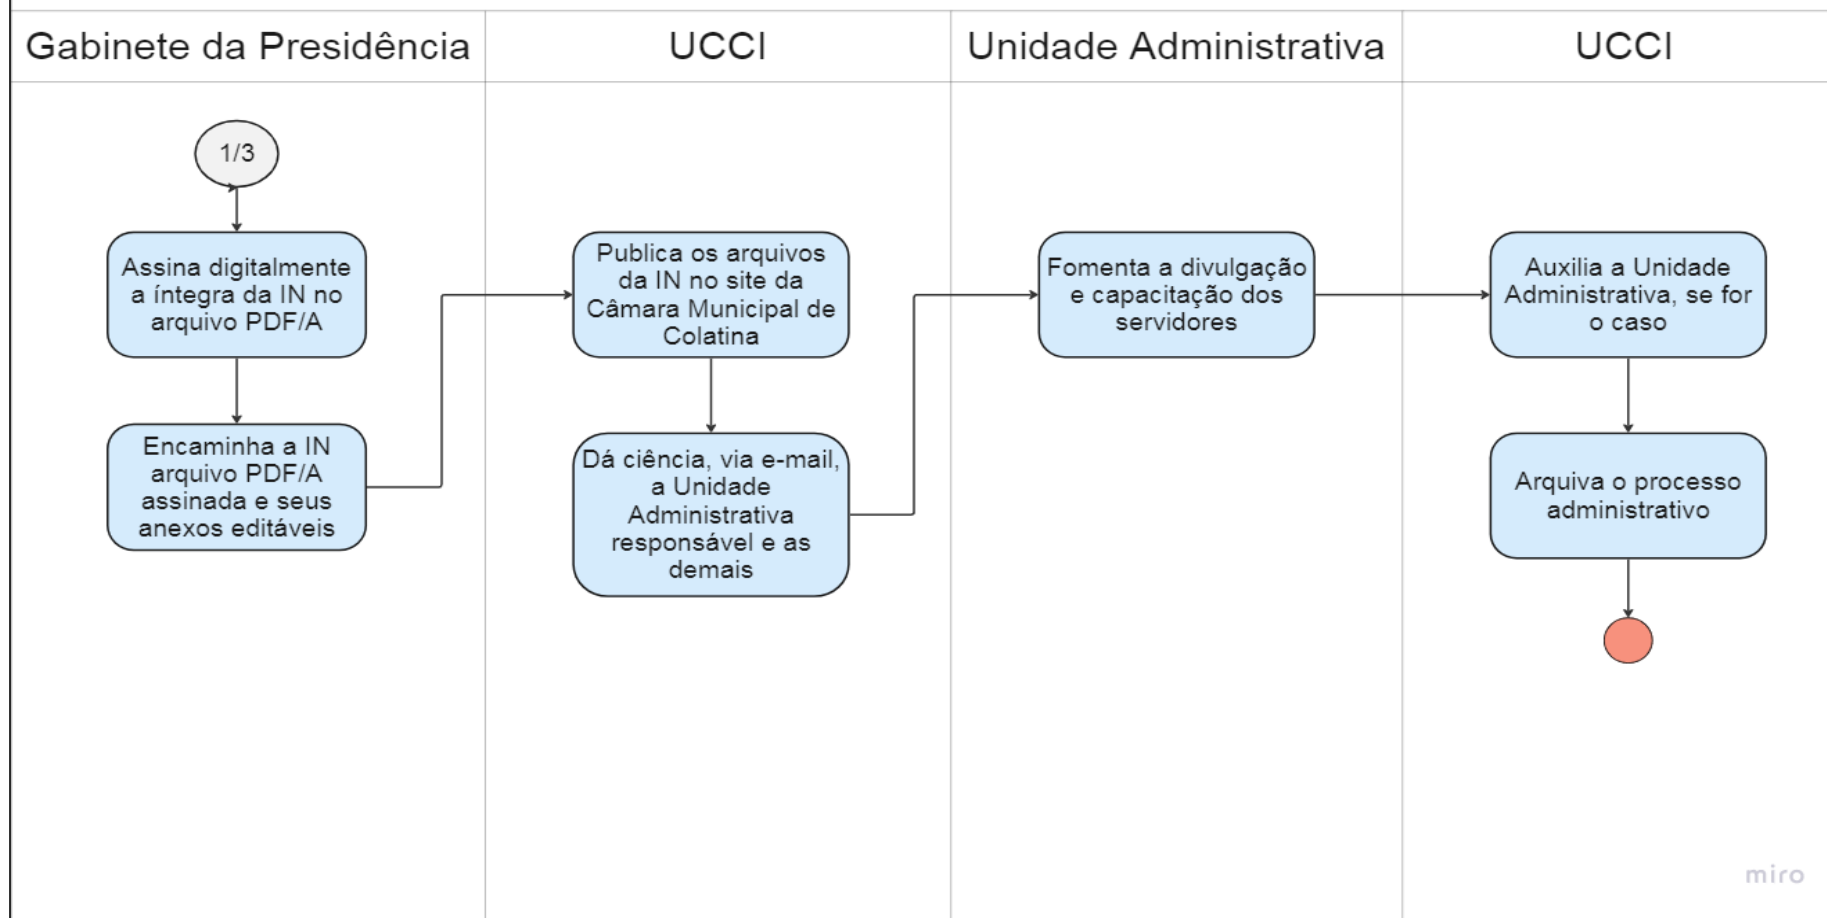 Gabinete da Presidência
UCCI
Unidade Administrativa
UCCI
1/3
Assina digitalmente
a íntegra da IN no
arquivo PDF/A
Encaminha a IN
arquivo PDF/A
assinada e seus
anexos editáveis
Publica os arquivos
da IN no site da
Câmara Municipal de
Colatina
Dá ciência, via e-mail,
a Unidade
Administrativa
responsável e as
demais
Fomenta a divulgação
e capacitação dos
servidores
Auxilia a Unidade
Administrativa, se for
o caso
Arquiva o processo
administrativo
miro